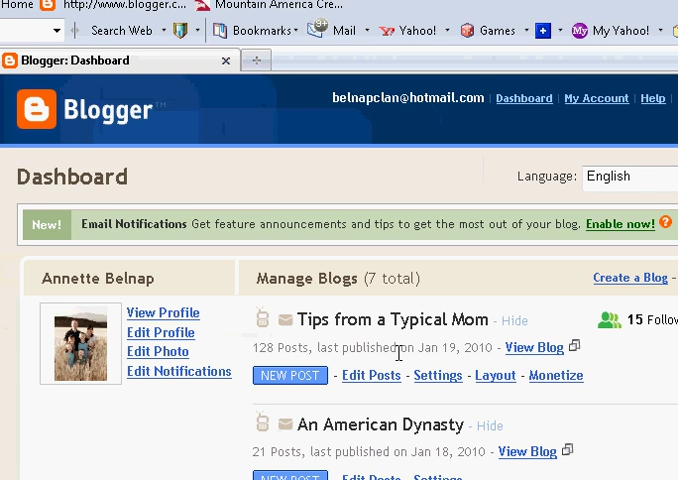 Home http://www.blogger.c... Mountain America Cre...
Search Web Bookmarks 9+ Mail Yahoo! Games My Yahoo!
Blogger: Dashboard
Blogger™ belnapclan@hotmail.com | Dashboard | My Account | Help |
Dashboard Language: English
New! Email Notifications Get feature announcements and tips to get the most out of your blog. Enable now! ?
Annette Belnap Manage Blogs (7 total) Create a Blog -
View Profile Tips from a Typical Mom - Hide 15 Follow
Edit Profile
Edit Photo 128 Posts, last published on Jan 19, 2010 - View Blog
Edit Notifications NEW POST - Edit Posts - Settings - Layout - Monetize
An American Dynasty - Hide
21 Posts, last published on Jan 18, 2010 - View Blog